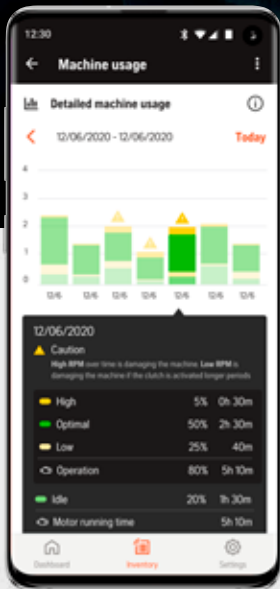 12:30
Machine usage
Detailed machine usage
12/06/2020 - 12/06/2020 Today
4
3
2
1
0
12/6 12/6 12/6 12/6 12/6 12/6 12/6
12/06/2020
Caution
High RPM over time is damaging the machine. Low RPM is
damaging the machine if the clutch is activated longer periods
High 5% 0h 30m
Optimal 50% 2h 30m
Low 25% 40m
Operation 80% 5h 10m
Idle 20% 1h 30m
Motor running time 5h 10m
Dashboard Inventory Settings